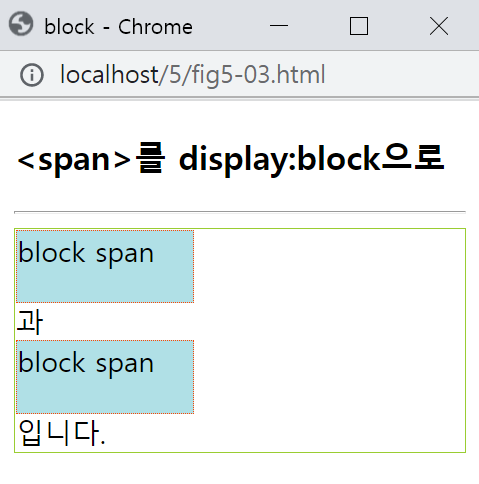 block - Chrome
localhost/5/fig5-03.html
<span>를 display:block으로
block span
과
block span
입니다.